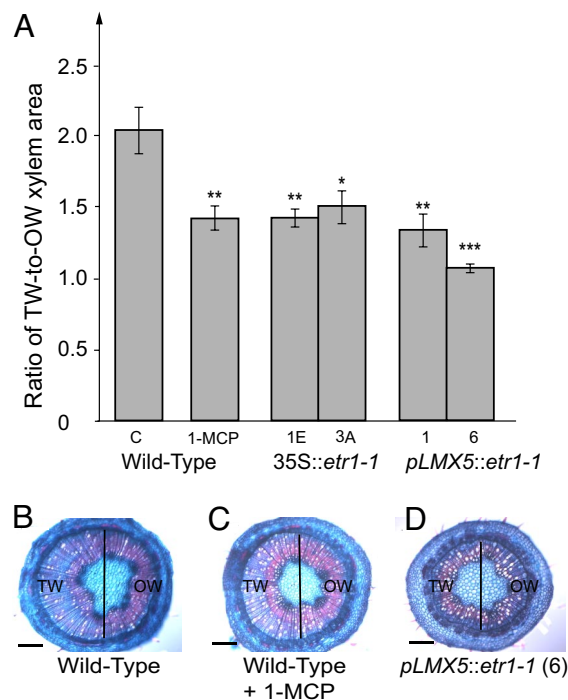 A
Ratio of TW-to-OW xylem area
2.5
2.0
1.5
1.0
0.5
0
** ** * ** ***
C 1-MCP 1E 3A 1 6
Wild-Type 35S::etr1-1 pLMX5::etr1-1
B C D
TW OW TW OW TW OW
Wild-Type Wild-Type pLMX5::etr1-1 (6)
+ 1-MCP